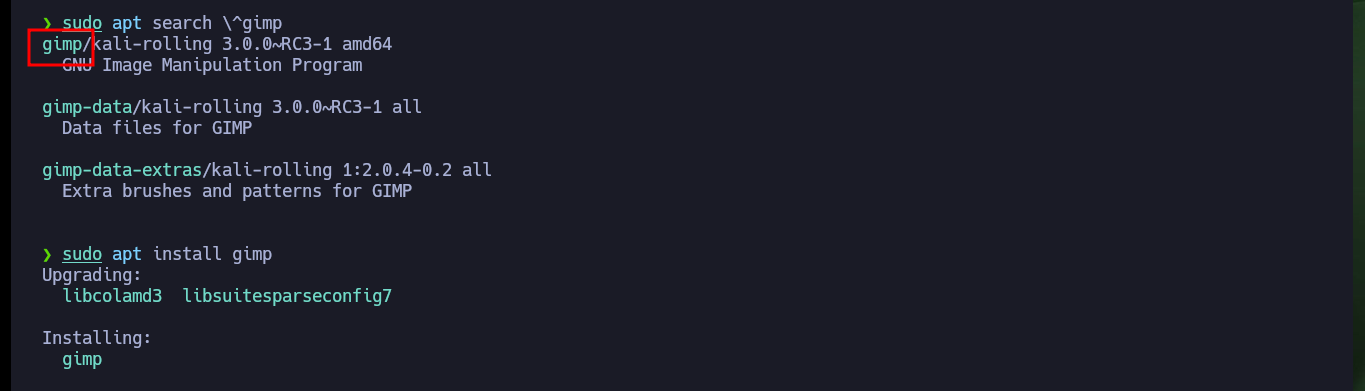 ❯ sudo apt search \^gimp
gimp/kali-rolling 3.0.0~RC3-1 amd64
  GNU Image Manipulation Program
gimp-data/kali-rolling 3.0.0~RC3-1 all
  Data files for GIMP
gimp-data-extras/kali-rolling 1:2.0.4-0.2 all
  Extra brushes and patterns for GIMP
❯ sudo apt install gimp
Upgrading:
  libcolamd3  libsuitesparseconfig7
Installing:
  gimp